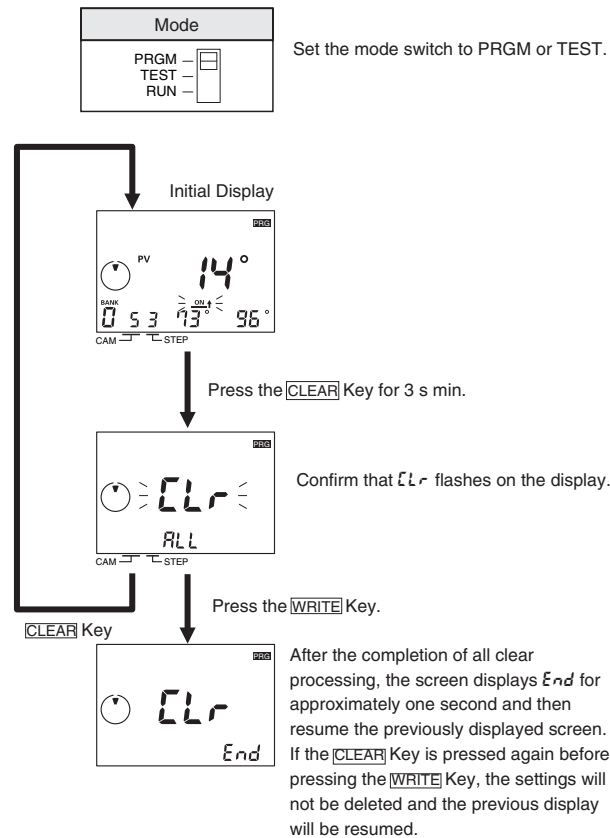 Mode
PRGM
TEST
RUN
Set the mode switch to PRGM or TEST.
Initial Display
PRG
PV
14°
BANK
ON
0 5 3 73° 96°
CAM STEP
Press the CLEAR Key for 3 s min.
PRG
CLr
ALL
CAM STEP
Confirm that CLr flashes on the display.
Press the WRITE Key.
CLEAR Key
PRG
CLr
End
After the completion of all clear
processing, the screen displays End for
approximately one second and then
resume the previously displayed screen.
If the CLEAR Key is pressed again before
pressing the WRITE Key, the settings will
not be deleted and the previous display
will be resumed.